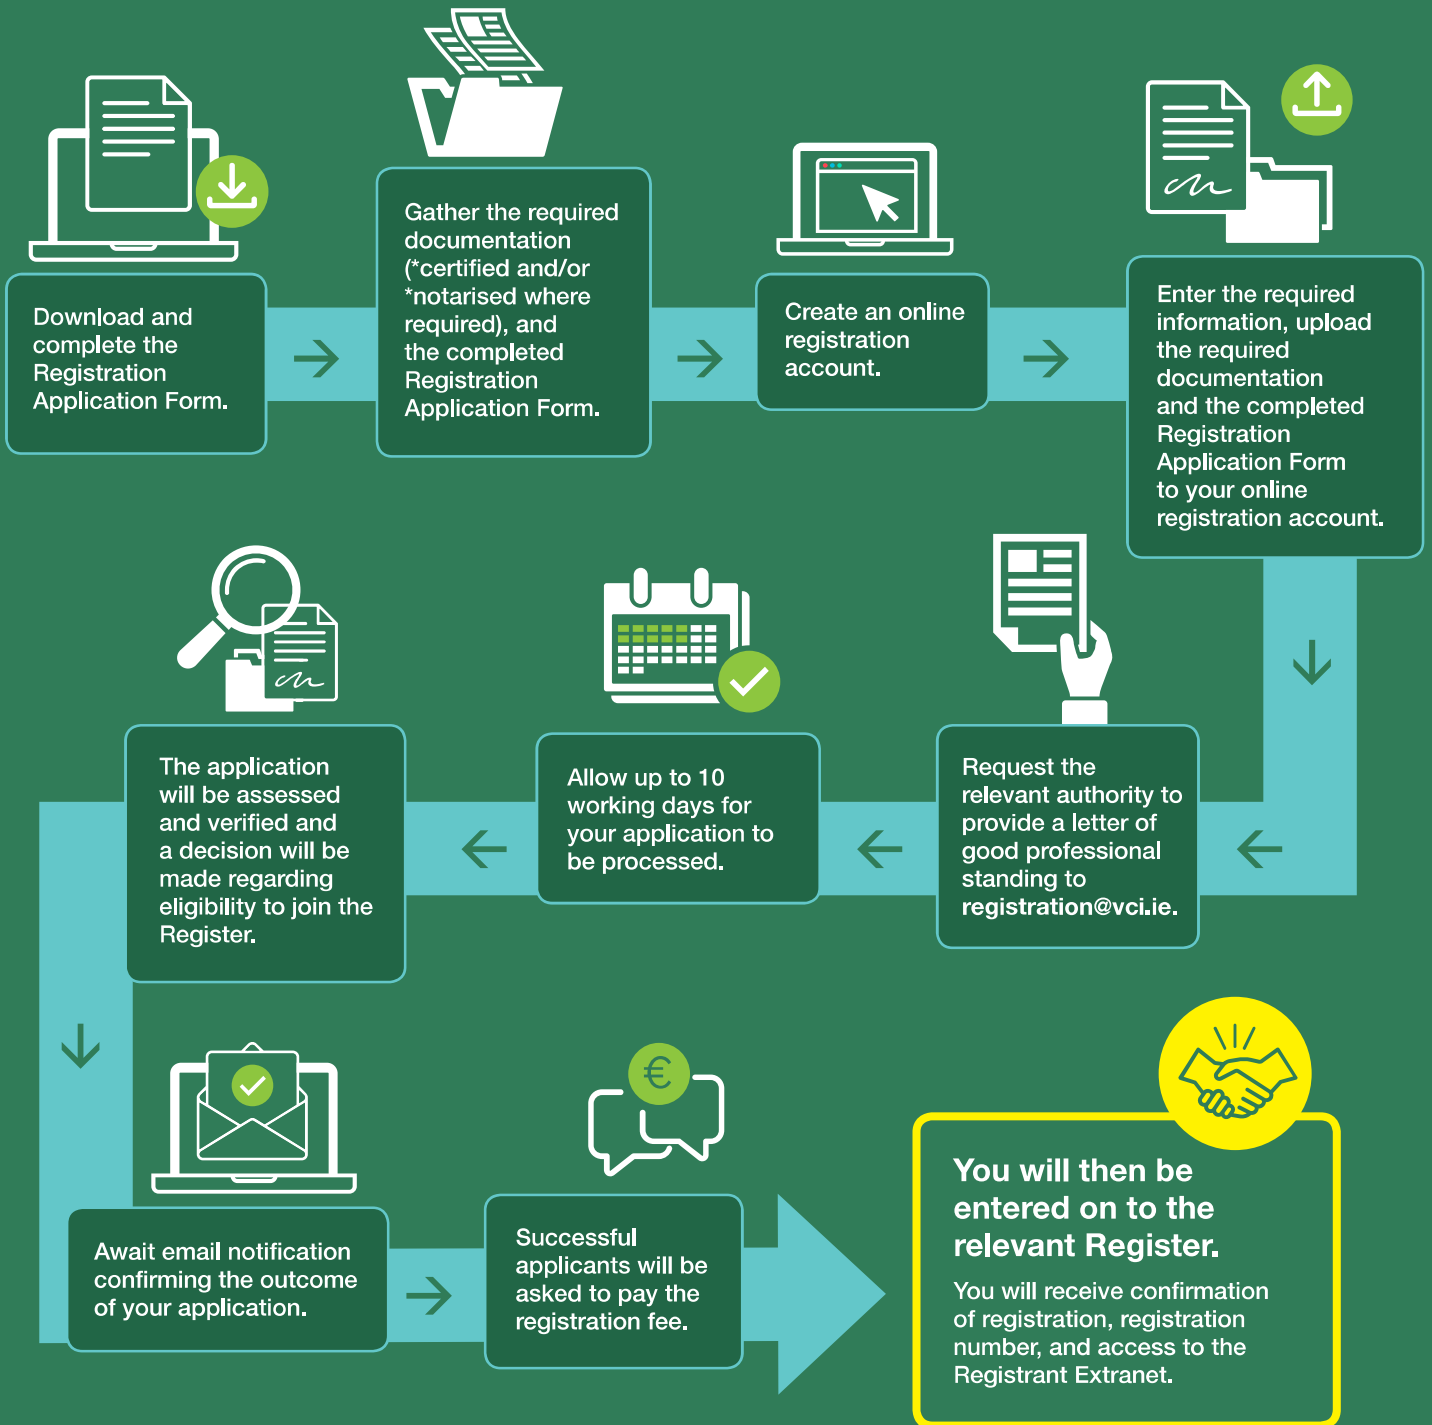 Download and
complete the
Registration
Application Form.
Gather the required
documentation
(*certified and/or
*notarised where
required), and
the completed
Registration
Application Form.
Create an online
registration
account.
Enter the required
information, upload
the required
documentation
and the completed
Registration
Application Form
to your online
registration account.
Request the
relevant authority to
provide a letter of
good professional
standing to
registration@vci.ie.
Allow up to 10
working days for
your application to
be processed.
The application
will be assessed
and verified and
a decision will be
made regarding
eligibility to join the
Register.
Await email notification
confirming the outcome
of your application.
€
Successful
applicants will be
asked to pay the
registration fee.
You will then be
entered on to the
relevant Register.
You will receive confirmation
of registration, registration
number, and access to the
Registrant Extranet.